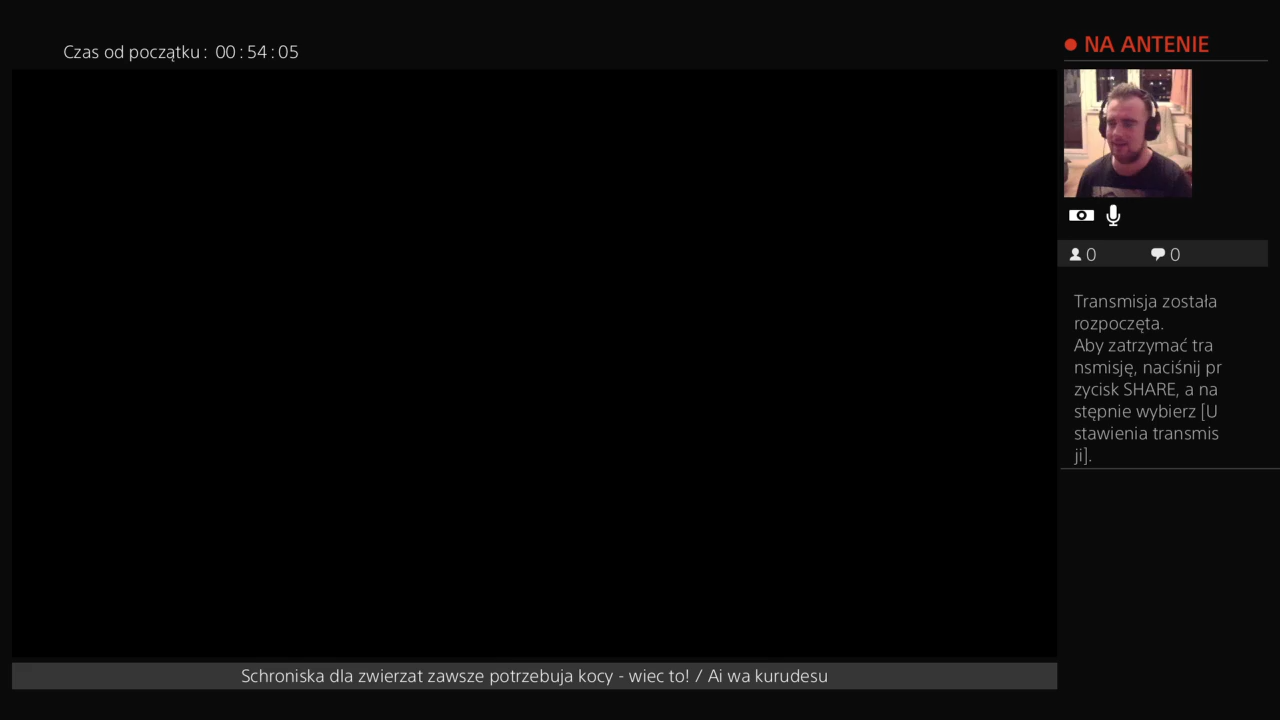 Czas od początku : 00 : 54 : 05
NA ANTENIE
0 0
Transmisja została
rozpoczęta.
Aby zatrzymać tra
nsmisję, naciśnij pr
zycisk SHARE, a na
stępnie wybierz [U
stawienia transmis
ji].
Schroniska dla zwierzat zawsze potrzebuja kocy - wiec to! / Ai wa kurudesu